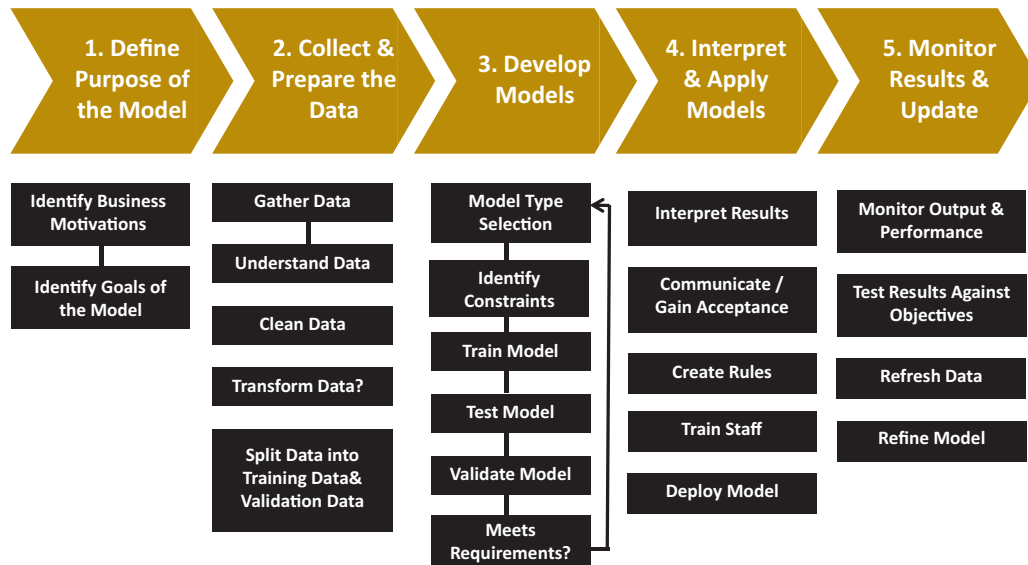 1. Define
Purpose of
the Model
2. Collect &
Prepare the
Data
3. Develop
Models
4. Interpret
& Apply
Models
5. Monitor
Results &
Update
Identify Business
Motivations
Identify Goals of
the Model
Gather Data
Understand Data
Clean Data
Transform Data?
Split Data into
Training Data&
Validation Data
Model Type
Selection
Identify
Constraints
Train Model
Test Model
Validate Model
Meets
Requirements?
Interpret Results
Communicate /
Gain Acceptance
Create Rules
Train Staff
Deploy Model
Monitor Output &
Performance
Test Results Against
Objectives
Refresh Data
Refine Model